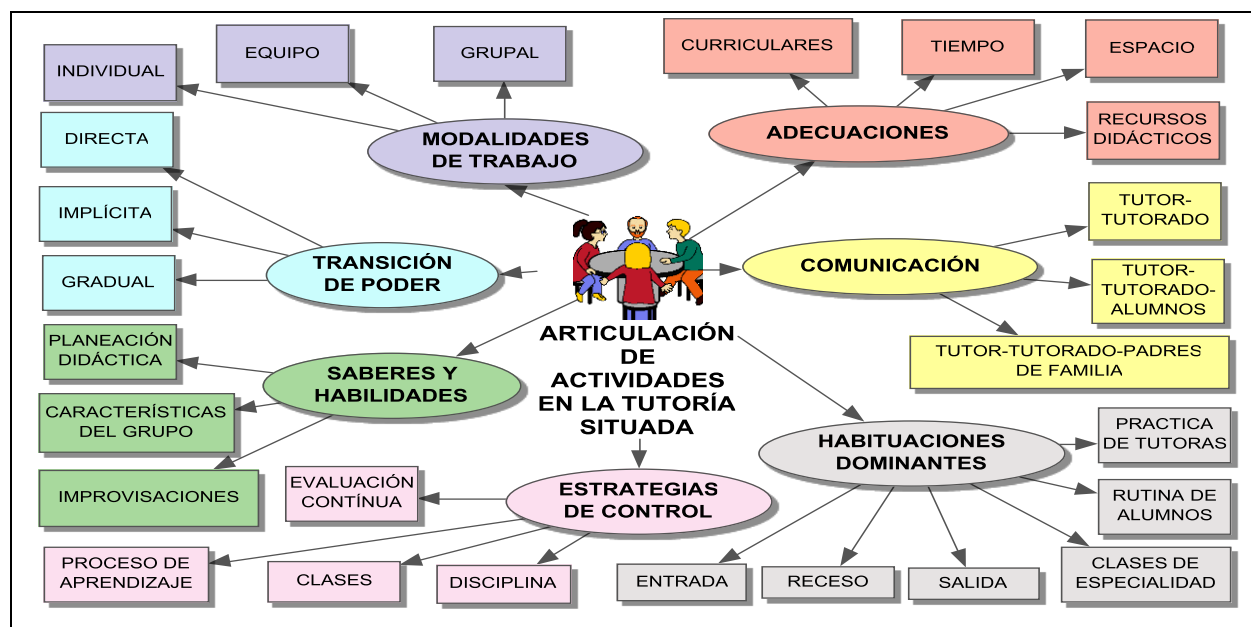 INDIVIDUAL
EQUIPO
GRUPAL
MODALIDADES
DE TRABAJO
CURRICULARES
TIEMPO
ESPACIO
RECURSOS
DIDÁCTICOS
ADECUACIONES
DIRECTA
IMPLÍCITA
GRADUAL
TRANSICIÓN
DE PODER
TUTOR-
TUTORADO
TUTOR-
TUTORADO-
ALUMNOS
TUTOR-TUTORADO-PADRES
DE FAMILIA
COMUNICACIÓN
PLANEACIÓN
DIDÁCTICA
CARACTERÍSTICAS
DEL GRUPO
IMPROVISACIONES
SABERES Y
HABILIDADES
ARTICULACIÓN
DE
ACTIVIDADES
EN LA TUTORÍA
SITUADA
HABITUACIONES
DOMINANTES
PRACTICA
DE TUTORAS
RUTINA DE
ALUMNOS
CLASES DE
ESPECIALIDAD
SALIDA
RECESO
ENTRADA
ESTRATEGIAS
DE CONTROL
EVALUACIÓN
CONTÍNUA
PROCESO DE
APRENDIZAJE
CLASES
DISCIPLINA